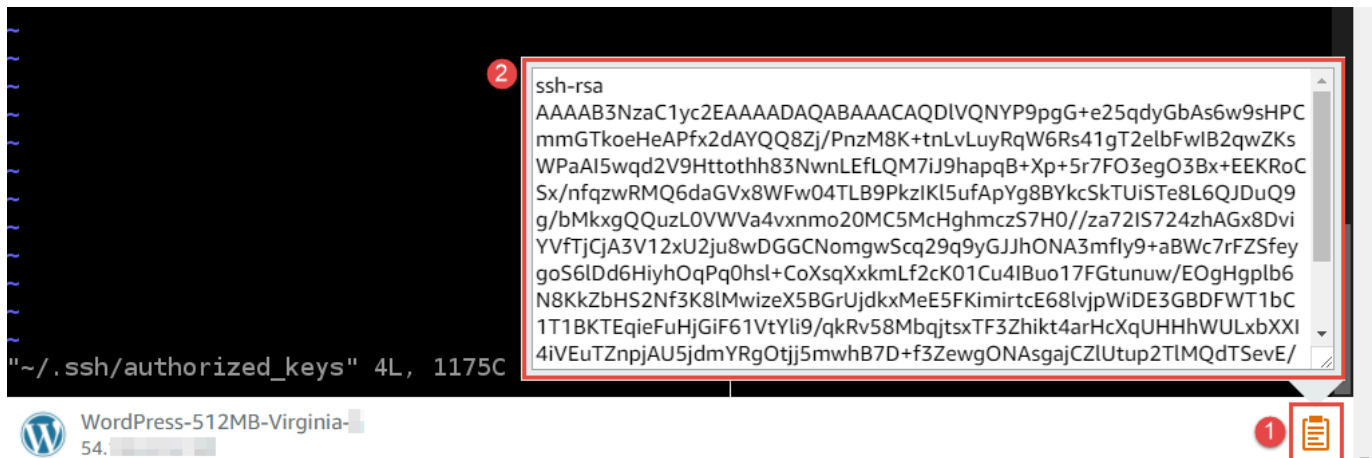 ~
~
~
~
~
~
~
~
~
~
~
~
"~/.ssh/authorized_keys" 4L, 1175C
2
ssh-rsa
AAAAB3NzaC1yc2EAAAADAQABAAACAQDlVQNYP9pgG+e25qdyGbAs6w9sHPC
mmGTkoeHeAPfx2dAYQQ8Zj/PnzM8K+tnLvLuyRqW6Rs41gT2elbFwIB2qwZKs
WPaAI5wqd2V9Httothh83NwnLEfLQM7iJ9hapqB+Xp+5r7FO3egO3Bx+EEKRoC
Sx/nfqzwRMQ6daGVx8WFw04TLB9PkzIKl5ufApYg8BYkcSkTUiSTe8L6QJDuQ9
g/bMkxgQQuzL0VWVa4vxnmo20MC5McHghmczS7H0//za72IS724zhAGx8Dvi
YVfTjCjA3V12xU2ju8wDGGCNomgwScq29q9yGJJhONA3mfIy9+aBWc7rFZSfey
goS6lDd6HiyhOqPq0hsl+CoXsqXxkmLf2cK01Cu4IBuo17FGtunuw/EOgHgplb6
N8KkZbHS2Nf3K8lMwizeX5BGrUjdkxMeE5FKimirtcE68lvjpWiDE3GBDFWT1bC
1T1BKTEqieFuHjGiF61VtYli9/qkRv58MbqjtsxTF3Zhikt4arHcXqUHHhWULxbXXI
4iVEuTZnpjAU5jdmYRgOtjj5mwhB7D+f3ZewgONAsgajCZlUtup2TlMQdTSevE/
WordPress-512MB-Virginia-
54.
1